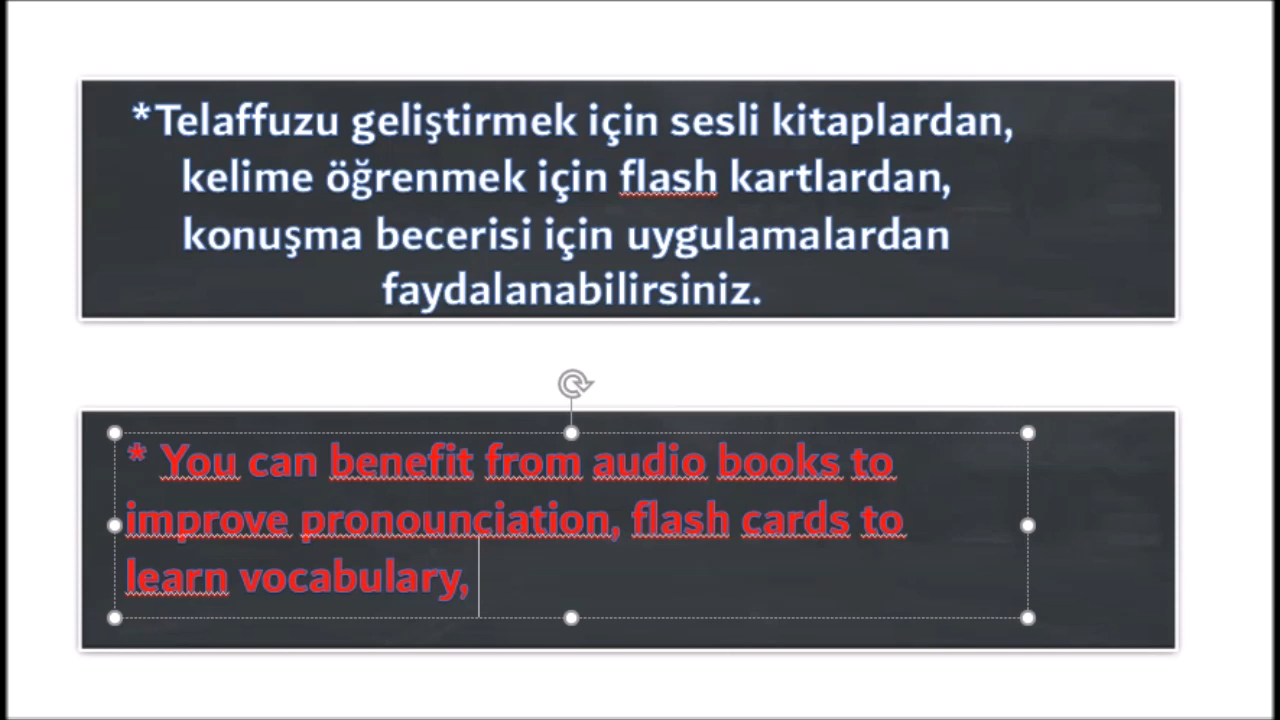 *Telaffuzu geliştirmek için sesli kitaplardan,
kelime öğrenmek için flash kartlardan,
konuşma becerisi için uygulamalardan
faydalanabilirsiniz.
* You can benefit from audio books to
improve pronounciation, flash cards to
learn vocabulary,